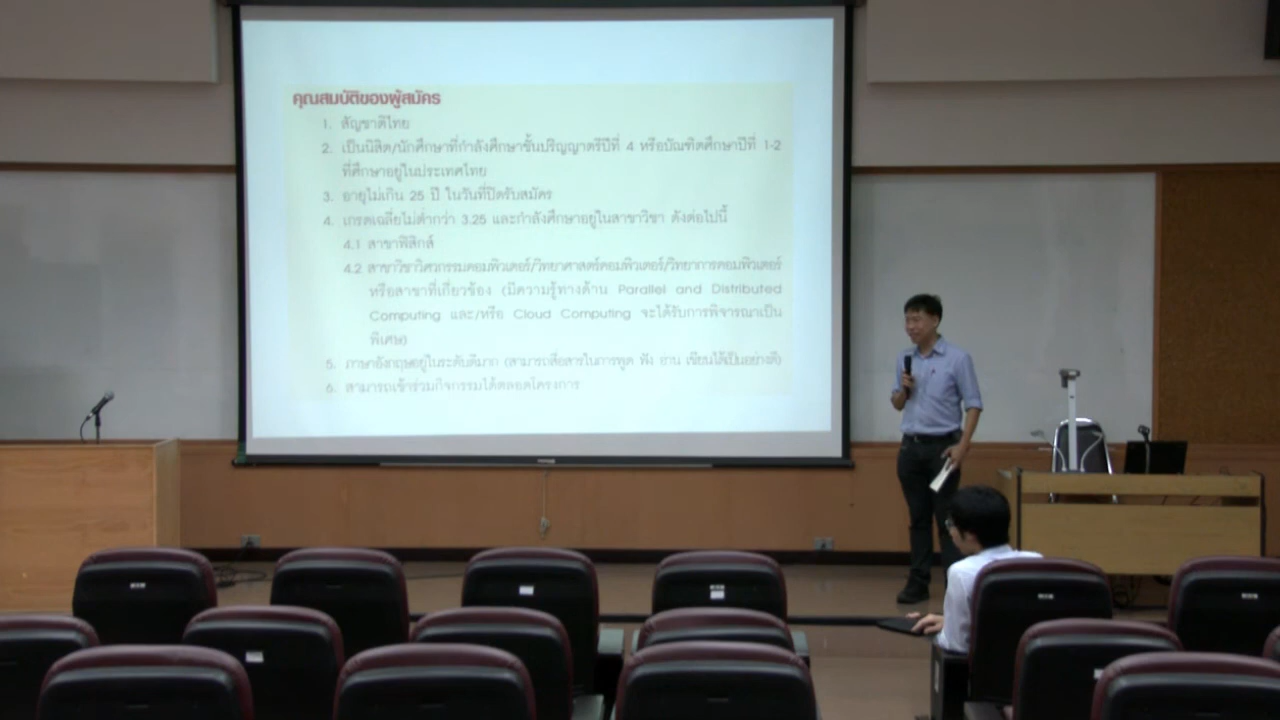 คุณสมบัติของผู้สมัคร
1. สัญชาติไทย
2. เป็นนิสิต/นักศึกษาที่กำลังศึกษาชั้นปริญญาตรีปีที่ 4 หรือบัณฑิตศึกษาปีที่ 1-2
ที่ศึกษาอยู่ในประเทศไทย
3. อายุไม่เกิน 25 ปี ในวันที่ปิดรับสมัคร
4. เกรดเฉลี่ยไม่ต่ำกว่า 3.25 และกำลังศึกษาอยู่ในสาขาวิชา ดังต่อไปนี้
4.1 สาขาฟิสิกส์
4.2 สาขาวิชาวิศวกรรมคอมพิวเตอร์/วิทยาศาสตร์คอมพิวเตอร์/วิทยาการคอมพิวเตอร์
หรือสาขาที่เกี่ยวข้อง (มีความรู้ทางด้าน Parallel and Distributed
Computing และ/หรือ Cloud Computing จะได้รับการพิจารณาเป็น
พิเศษ)
5. ภาษาอังกฤษอยู่ในระดับดีมาก (สามารถสื่อสารในการพูด ฟัง อ่าน เขียนได้เป็นอย่างดี)
6. สามารถเข้าร่วมกิจกรรมได้ตลอดโครงการ